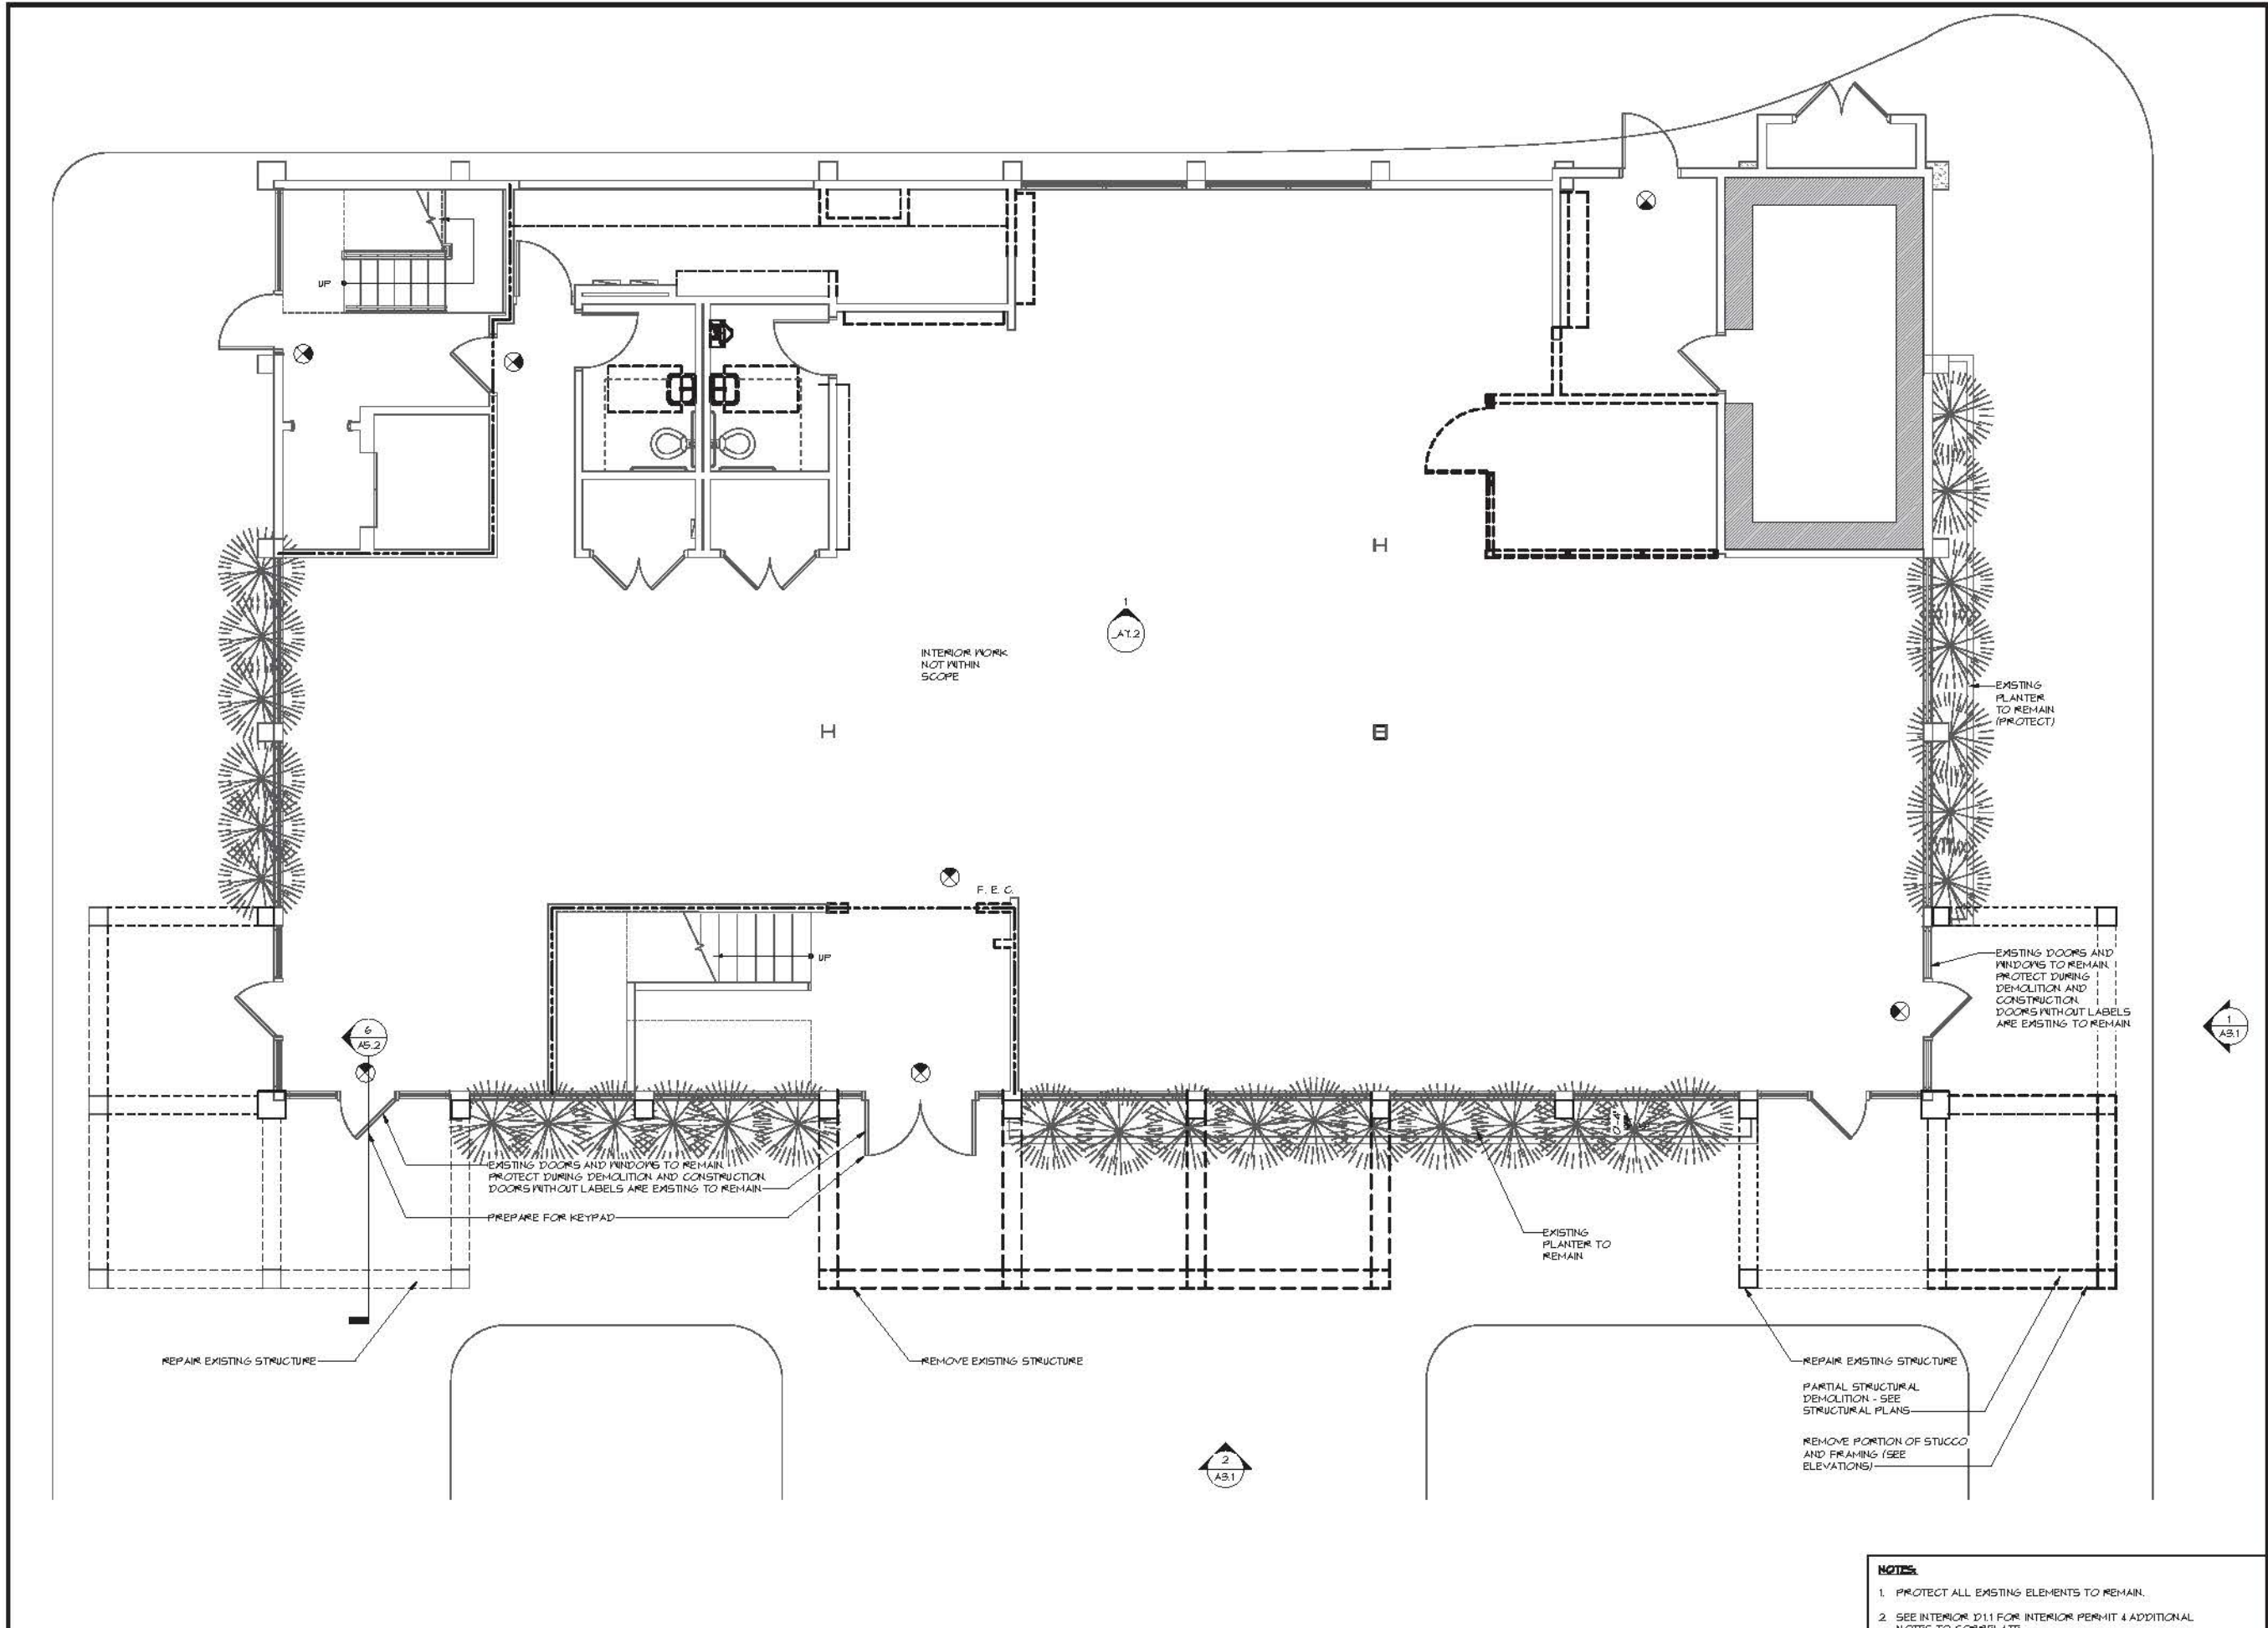 UP
1
A7.2
INTERIOR WORK
NOT WITHIN
SCOPE
EXISTING
PLANTER
TO REMAIN
(PROTECT)
F. E. C.
UP
EXISTING DOORS AND
WINDOWS TO REMAIN.
PROTECT DURING
DEMOLITION AND
CONSTRUCTION.
DOORS WITHOUT LABELS
ARE EXISTING TO REMAIN
1
A3.1
6
A5.2
0'-4"
EXISTING DOORS AND WINDOWS TO REMAIN.
PROTECT DURING DEMOLITION AND CONSTRUCTION.
DOORS WITHOUT LABELS ARE EXISTING TO REMAIN
PREPARE FOR KEYPAD
EXISTING
PLANTER TO
REMAIN
REPAIR EXISTING STRUCTURE
REMOVE EXISTING STRUCTURE
REPAIR EXISTING STRUCTURE
PARTIAL STRUCTURAL
DEMOLITION - SEE
STRUCTURAL PLANS
REMOVE PORTION OF STUCCO
AND FRAMING (SEE
ELEVATIONS)
2
A3.1
NOTES:
1. PROTECT ALL EXISTING ELEMENTS TO REMAIN.
2 SEE INTERIOR D1.1 FOR INTERIOR PERMIT & ADDITIONAL